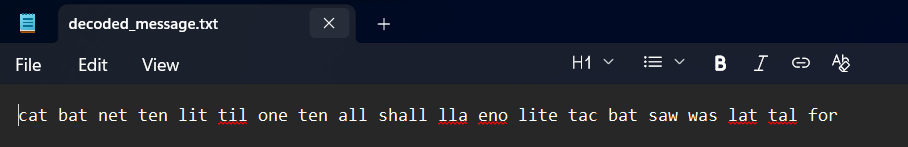 decoded_message.txt
File Edit View H1 B I
cat bat net ten lit til one ten all shall lla eno lite tac bat saw was lat tal for